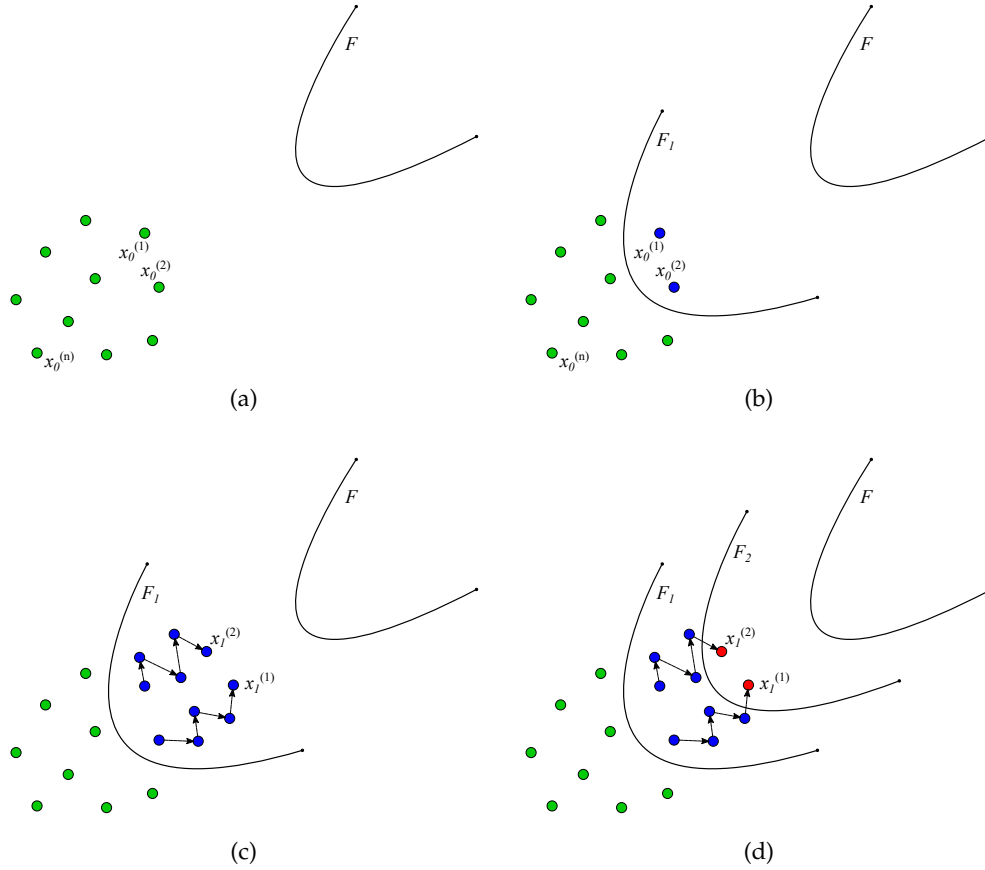 F
x₀⁽¹⁾
x₀⁽²⁾
x₀⁽ⁿ⁾
(a)
F
F₁
x₀⁽¹⁾
x₀⁽²⁾
x₀⁽ⁿ⁾
(b)
F
F₁
x₁⁽²⁾
x₁⁽¹⁾
(c)
F
F₂
F₁
x₁⁽²⁾
x₁⁽¹⁾
(d)